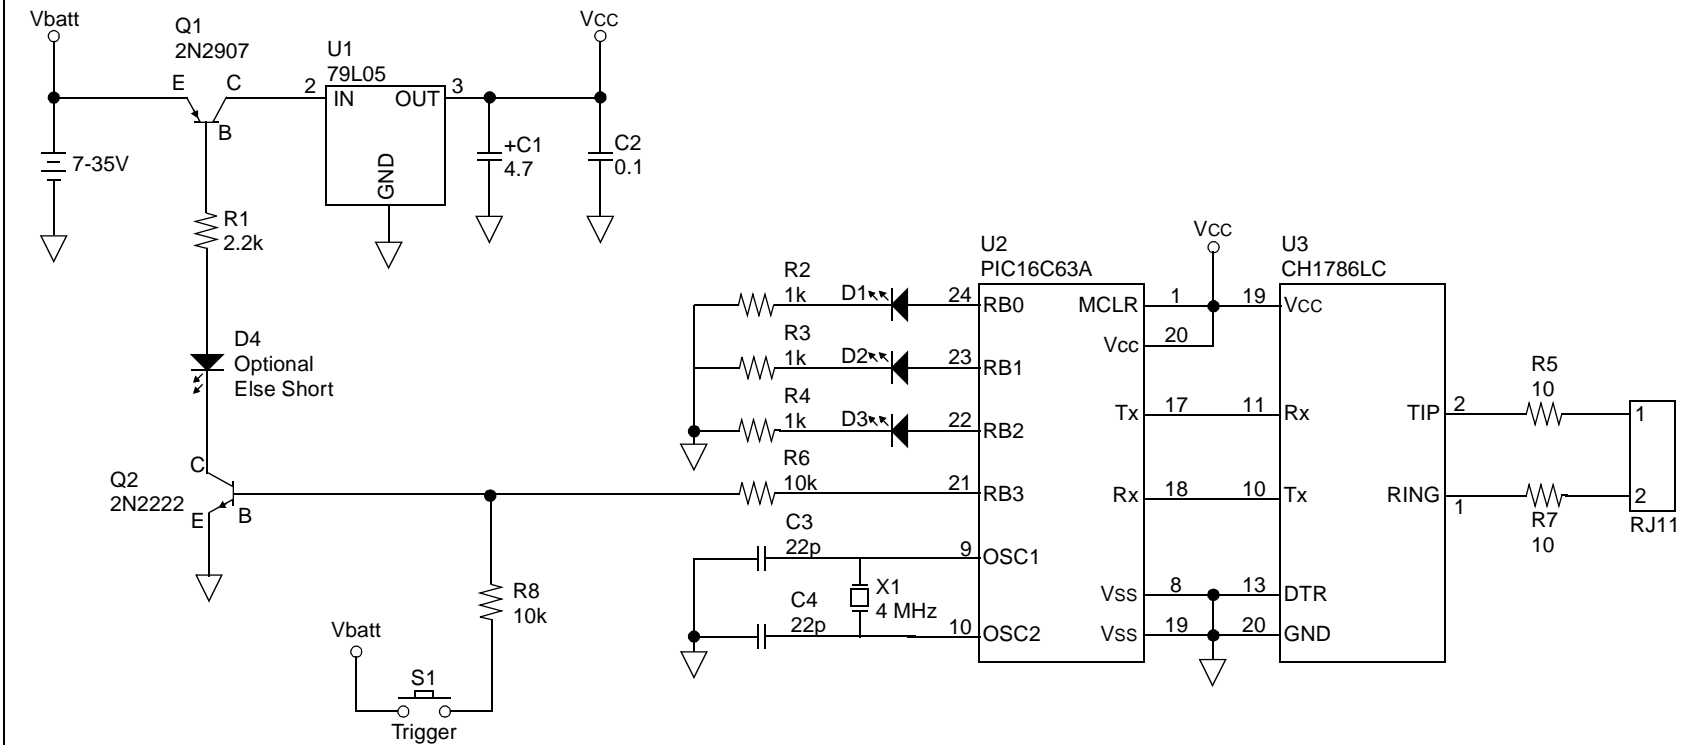 Vbatt
Q1
2N2907
E
C
B
U1
79L05
2
IN
OUT
3
GND
VCC
7-35V
+C1
4.7
C2
0.1
R1
2.2k
D4
Optional
Else Short
Q2
2N2222
C
E
B
Vbatt
S1
Trigger
R8
10k
R2
1k
D1
24
R3
1k
D2
23
R4
1k
D3
22
R6
10k
21
C3
22p
9
X1
4 MHz
C4
22p
10
U2
PIC16C63A
RB0
RB1
RB2
RB3
OSC1
OSC2
MCLR
Vcc
Tx
Rx
Vss
Vss
1
20
17
18
8
19
VCC
19
11
10
13
20
U3
CH1786LC
VCC
Rx
Tx
DTR
GND
TIP
RING
2
1
R5
10
R7
10
1
2
RJ11